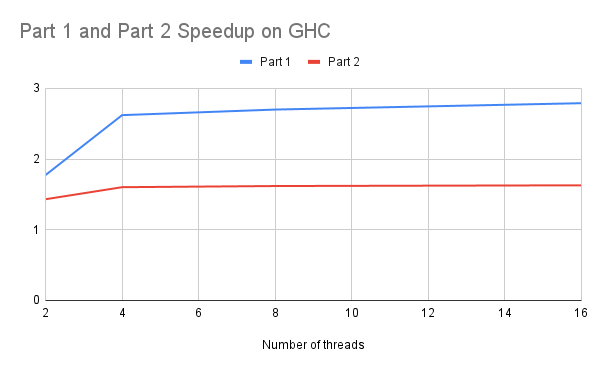 Part 1 and Part 2 Speedup on GHC
Part 1 Part 2
3
2
1
0
2 4 6 8 10 12 14 16
Number of threads